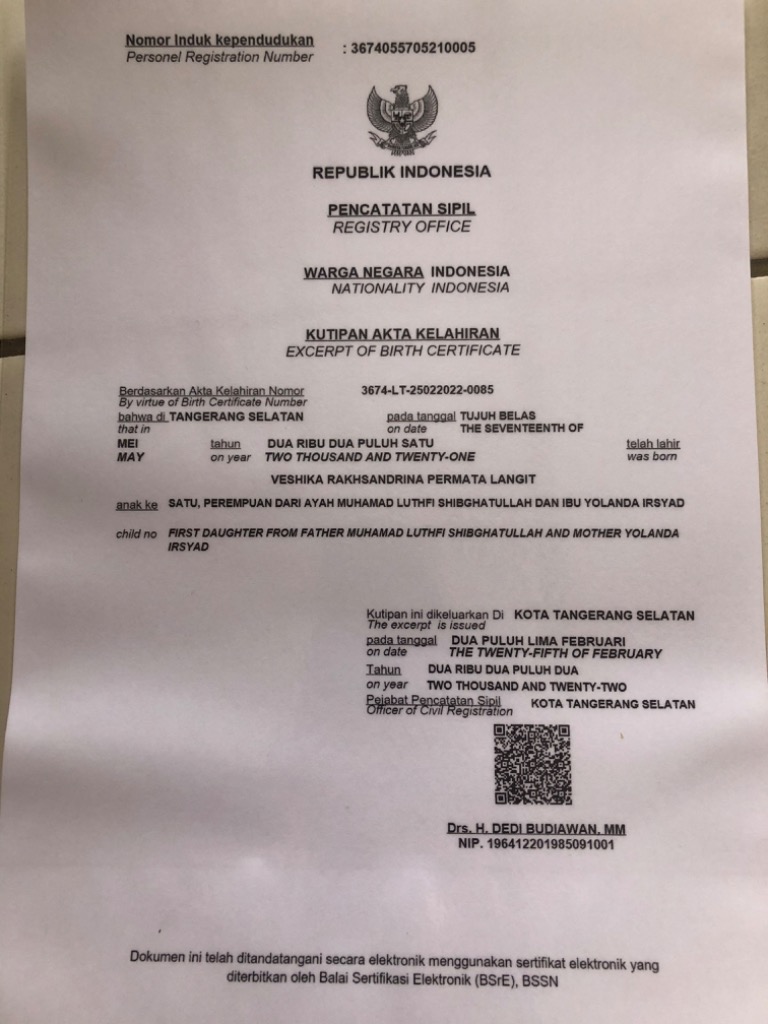 Nomor Induk kependudukan : 3674055705210005
Personel Registration Number
REPUBLIK INDONESIA
PENCATATAN SIPIL
REGISTRY OFFICE
WARGA NEGARA INDONESIA
NATIONALITY INDONESIA
KUTIPAN AKTA KELAHIRAN
EXCERPT OF BIRTH CERTIFICATE
Berdasarkan Akta Kelahiran Nomor 3674-LT-25022022-0085
By virtue of Birth Certificate Number
bahwa di TANGERANG SELATAN pada tanggal TUJUH BELAS
that in on date THE SEVENTEENTH OF
MEI tahun DUA RIBU DUA PULUH SATU telah lahir
MAY on year TWO THOUSAND AND TWENTY-ONE was born
VESHIKA RAKHSANDRINA PERMATA LANGIT
anak ke SATU, PEREMPUAN DARI AYAH MUHAMAD LUTHFI SHIBGHATULLAH DAN IBU YOLANDA IRSYAD
child no FIRST DAUGHTER FROM FATHER MUHAMAD LUTHFI SHIBGHATULLAH AND MOTHER YOLANDA
IRSYAD
Kutipan ini dikeluarkan Di KOTA TANGERANG SELATAN
The excerpt is issued
pada tanggal DUA PULUH LIMA FEBRUARI
on date THE TWENTY-FIFTH OF FEBRUARY
Tahun DUA RIBU DUA PULUH DUA
on year TWO THOUSAND AND TWENTY-TWO
Pejabat Pencatatan Sipil KOTA TANGERANG SELATAN
Officer of Civil Registration
Drs. H. DEDI BUDIAWAN. MM
NIP. 196412201985091001
Dokumen ini telah ditandatangani secara elektronik menggunakan sertifikat elektronik yang
diterbitkan oleh Balai Sertifikasi Elektronik (BSrE), BSSN